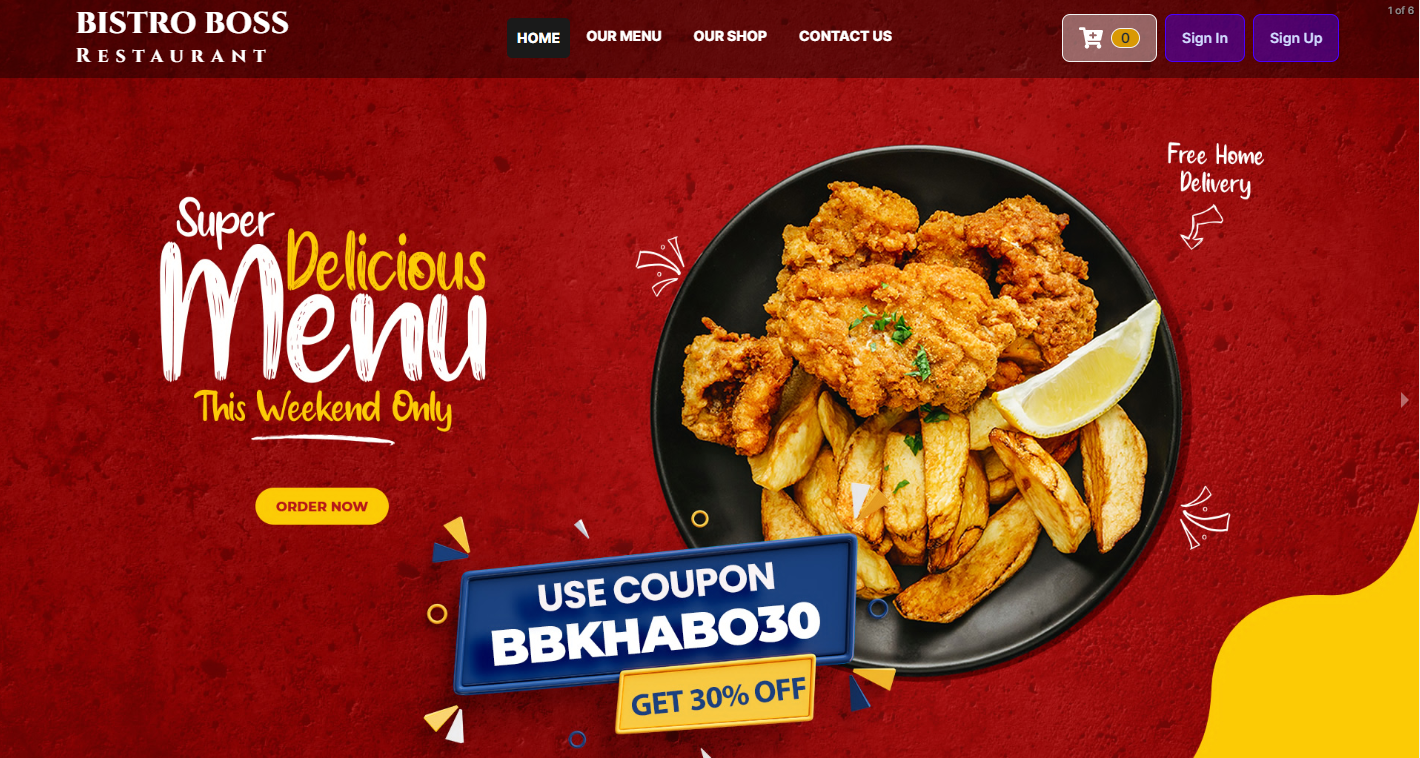 BISTRO BOSS
RESTAURANT
HOME
OUR MENU
OUR SHOP
CONTACT US
0
Sign In
Sign Up
1 of 6
Free Home
Delivery
Super
Delicious
Menu
This Weekend Only
ORDER NOW
USE COUPON
BBKHABO30
GET 30% OFF